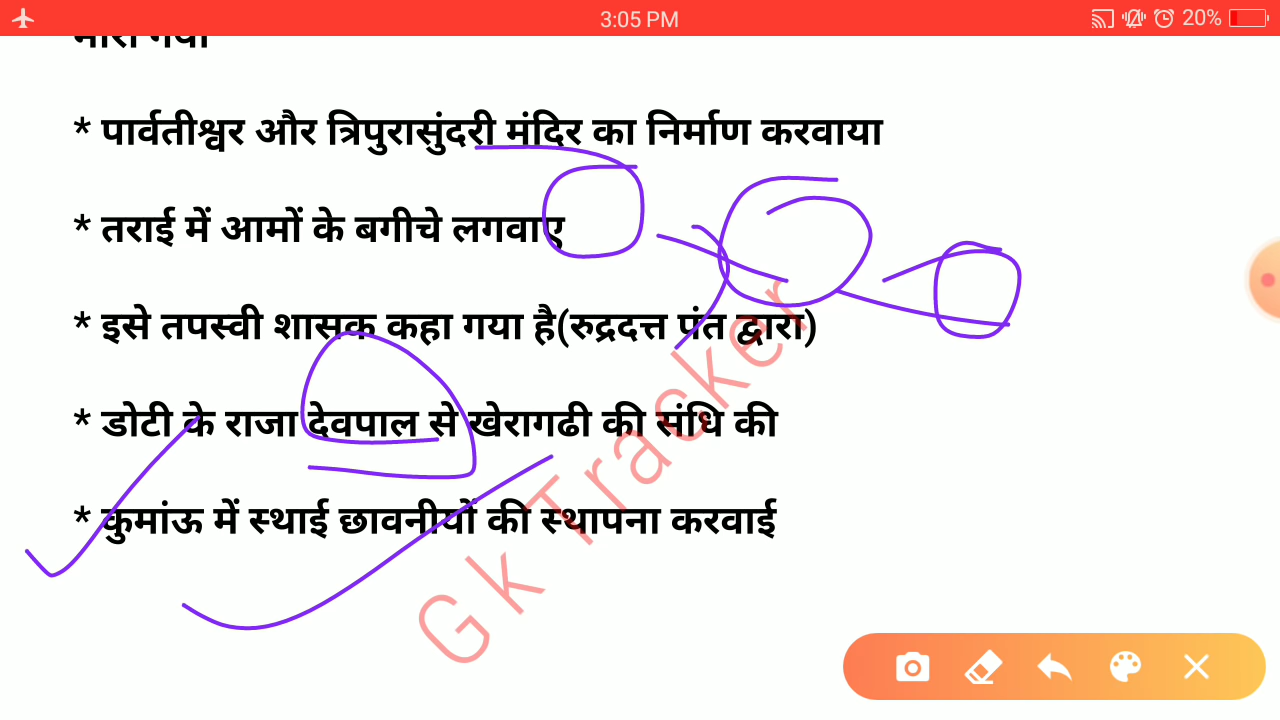 3:05 PM
20%
* पार्वतीश्वर और त्रिपुरासुंदरी मंदिर का निर्माण करवाया
* तराई में आमों के बगीचे लगवाए
* इसे तपस्वी शासक कहा गया है(रुद्रदत्त पंत द्वारा)
* डोटी के राजा देवपाल से खेरागढी की संधि की
* कुमांऊ में स्थाई छावनीयों की स्थापना करवाई
Gk Tracker